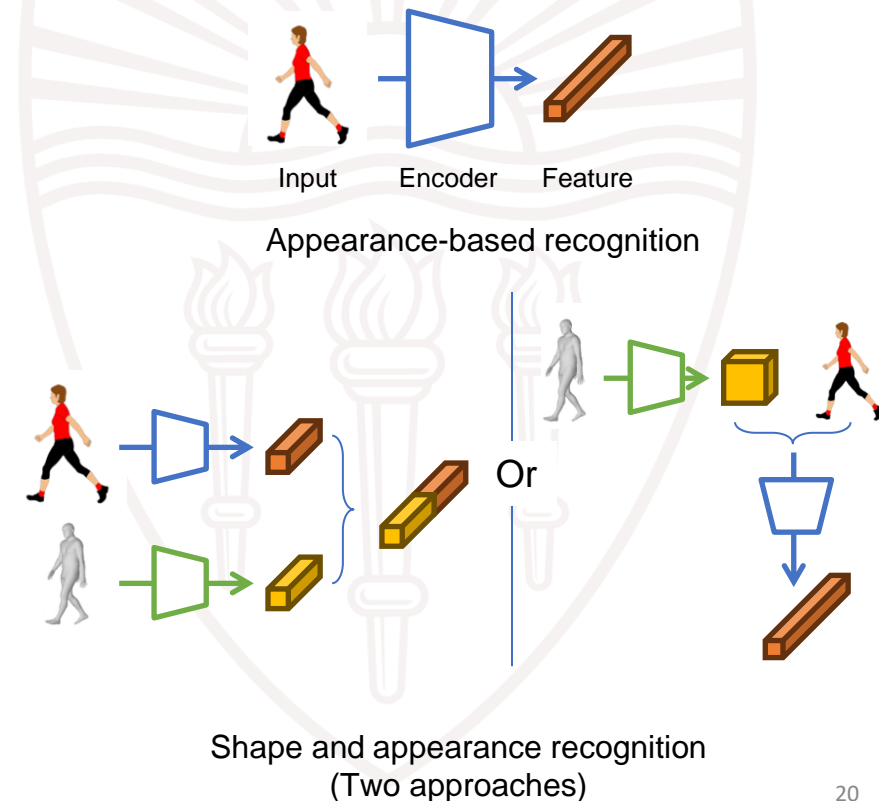 Input Encoder Feature
Appearance-based recognition
Or
Shape and appearance recognition
(Two approaches)
20